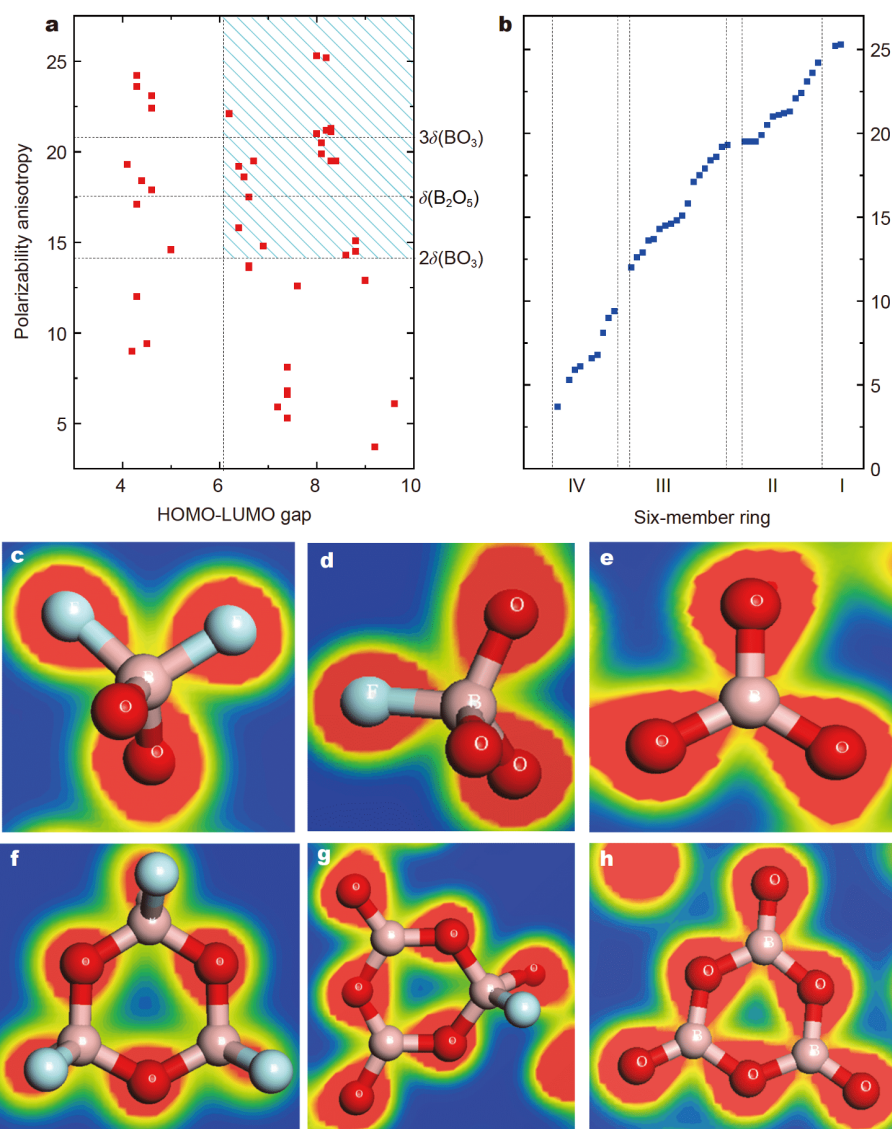 a
b
25
20
15
10
5
Polarizability anisotropy
4
6
8
10
HOMO-LUMO gap
3δ(BO₃)
δ(B₂O₅)
2δ(BO₃)
25
20
15
10
5
0
IV
III
II
I
Six-member ring
c
F
B
O
O
d
O
F
B
O
O
e
O
B
O
O
f
O
g
O
O
O
O
O
O
h
O
B
O
O
B
B
O
O
O